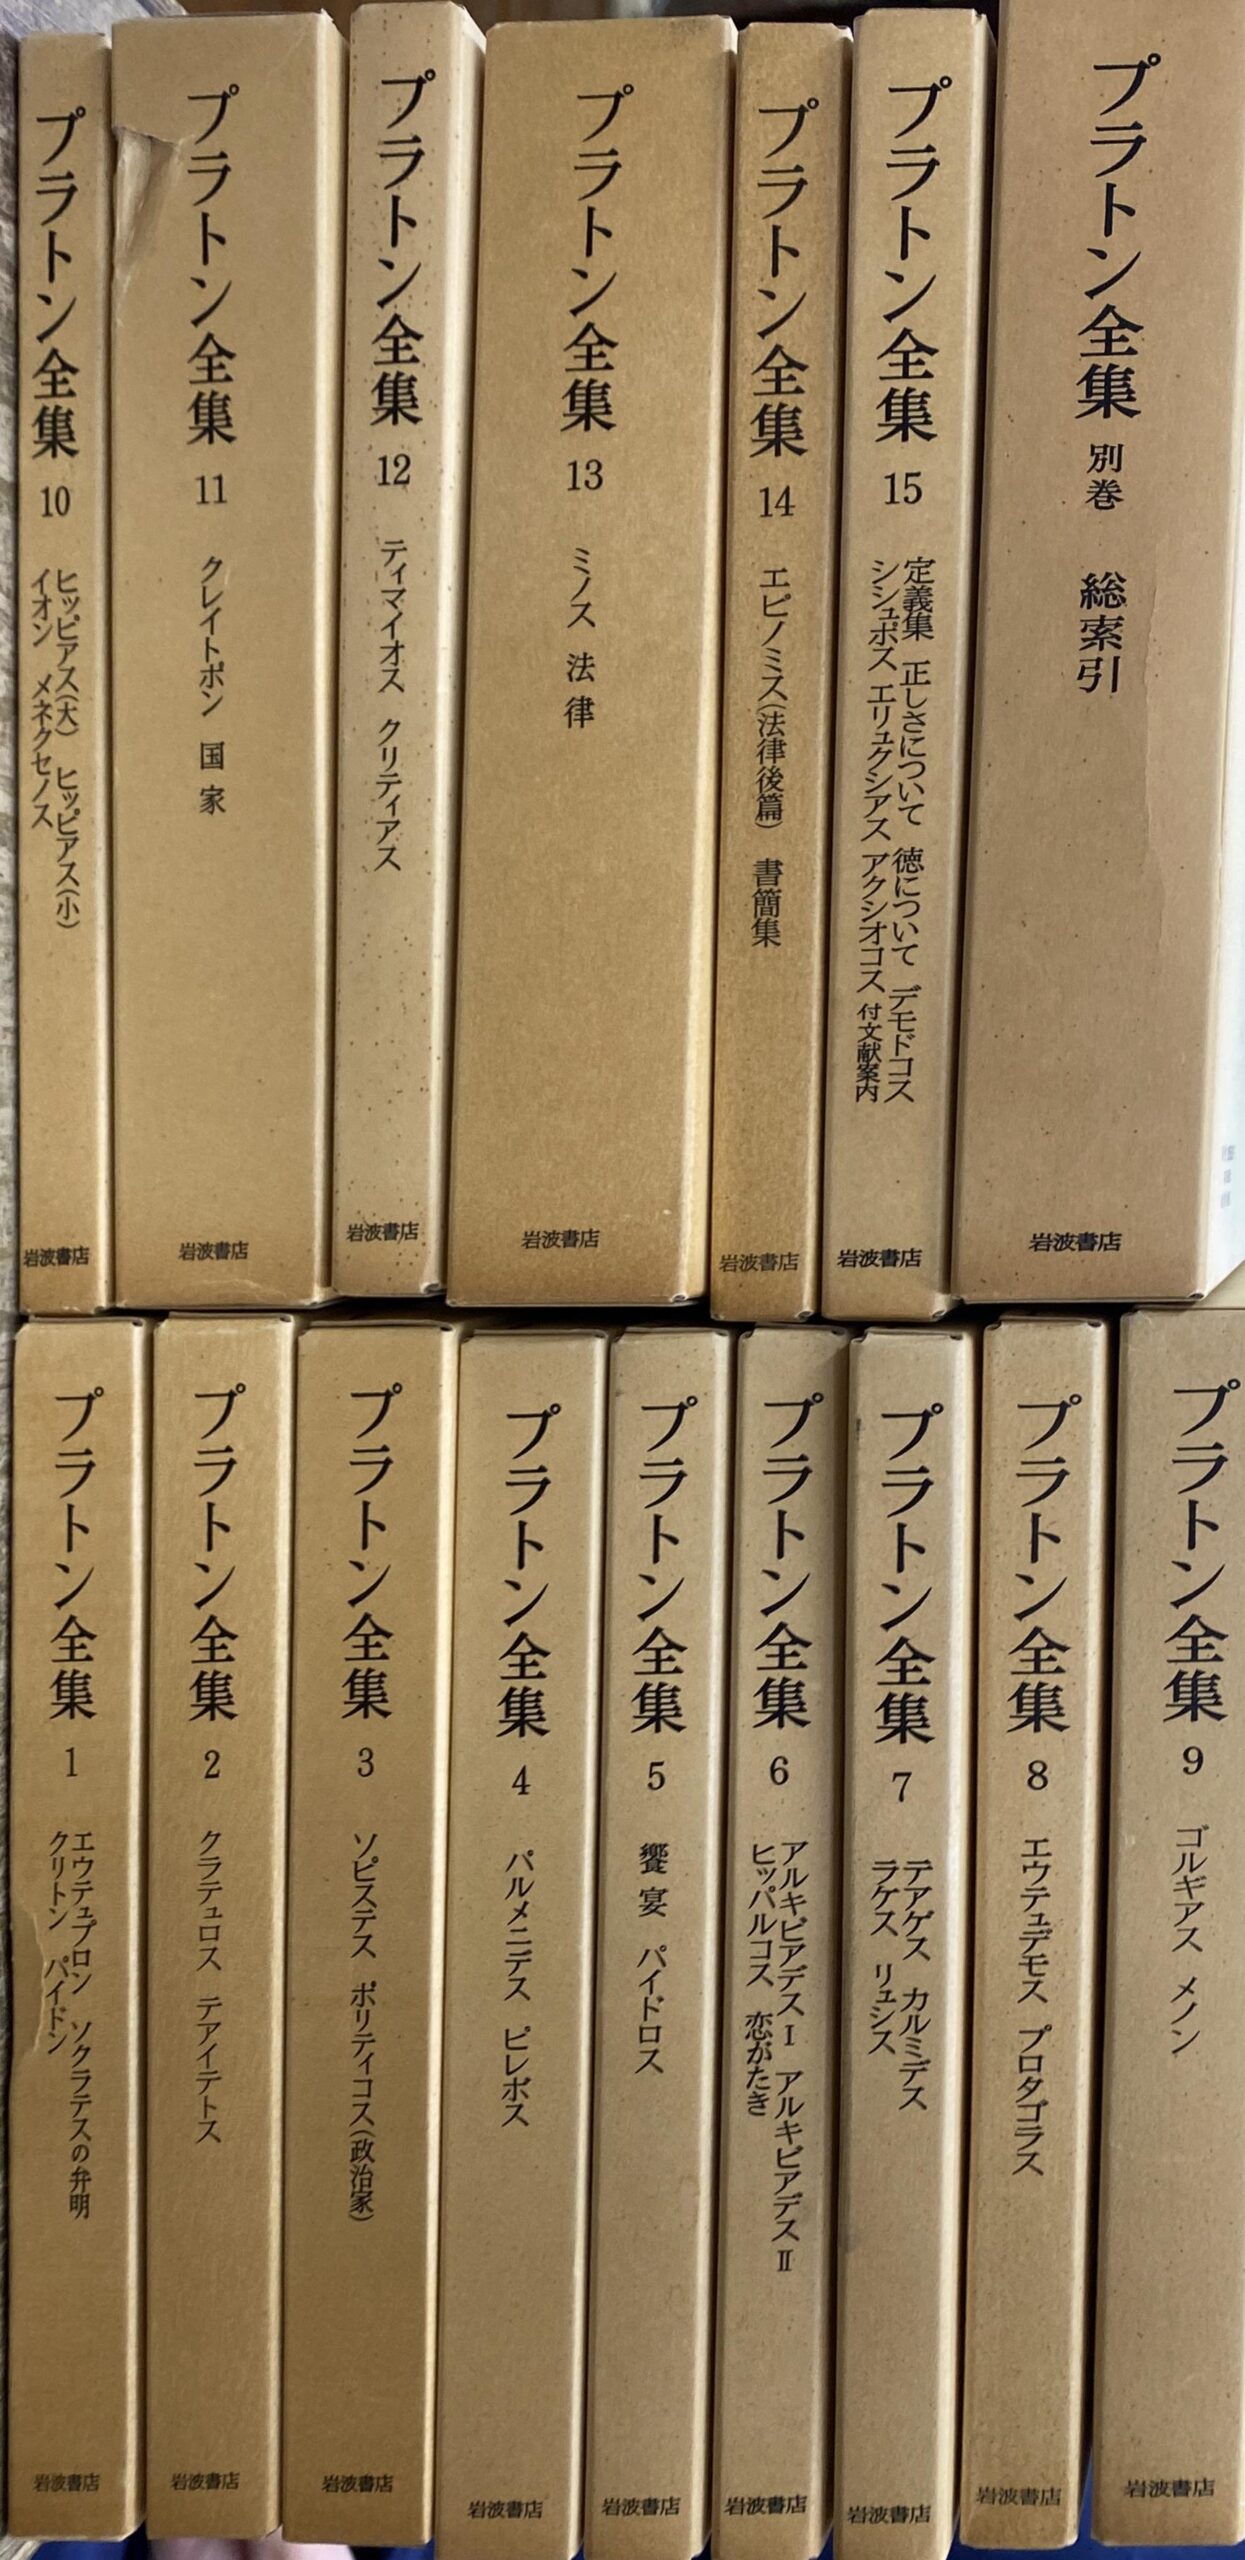 プラトン全集 10 ヒッピアス(大) ヒッピアス(小)
イオン メネクセノス
岩波書店
プラトン全集 11 クレイトポン 国家
岩波書店
プラトン全集 12 ティマイオス クリティアス
岩波書店
プラトン全集 13 ミノス 法律
岩波書店
プラトン全集 14 エピノミス(法律後篇) 書簡集
岩波書店
プラトン全集 15 定義集 正しさについて 徳について デモドコス
シシュポス エリュクシアス アクシオコス 付文献案内
岩波書店
プラトン全集 別巻 総索引
岩波書店
プラトン全集 1 エウテュプロン ソクラテスの弁明
クリトン パイドン
岩波書店
プラトン全集 2 クラテュロス テアイテトス
岩波書店
プラトン全集 3 ソピステス ポリティコス(政治家)
岩波書店
プラトン全集 4 パルメニデス ピレボス
岩波書店
プラトン全集 5 饗宴 パイドロス
岩波書店
プラトン全集 6 アルキビアデスI アルキビアデスII
ヒッパルコス 恋がたき
岩波書店
プラトン全集 7 テアゲス カルミデス
ラケス リュシス
岩波書店
プラトン全集 8 エウテュデモス プロタゴラス
岩波書店
プラトン全集 9 ゴルギアス メノン
岩波書店